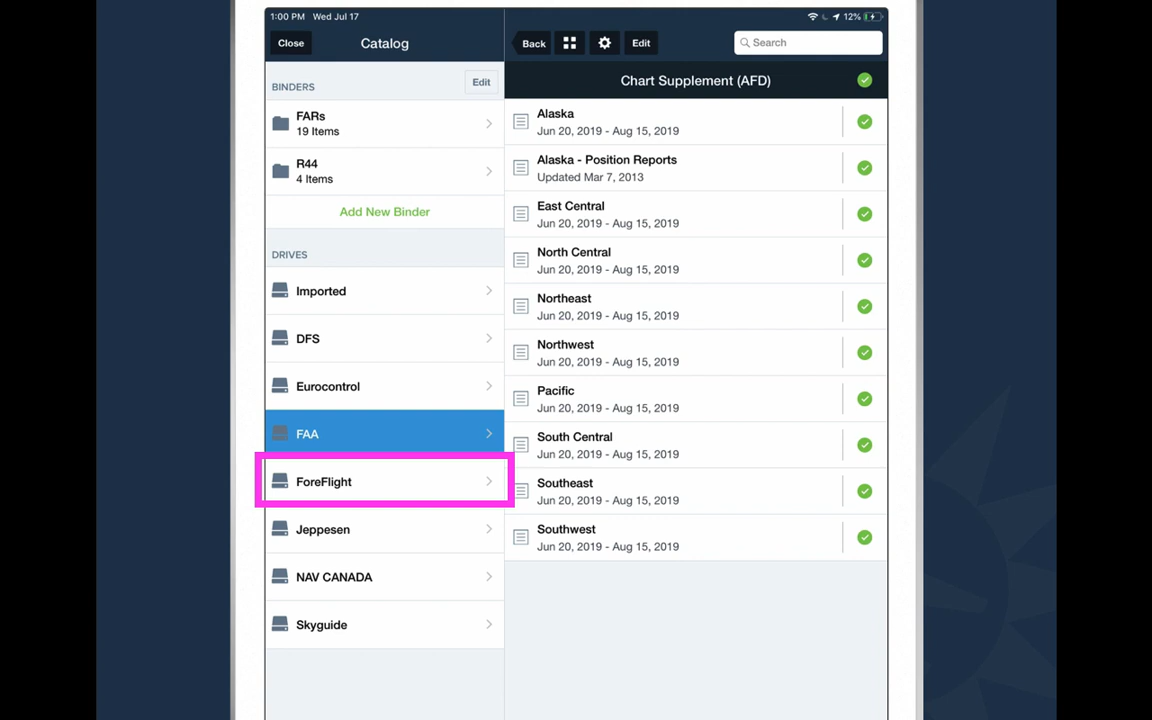 1:00 PM Wed Jul 17
12%
Close
Catalog
Back
Edit
Search
BINDERS
Edit
FARs
19 Items
R44
4 Items
Add New Binder
DRIVES
Imported
DFS
Eurocontrol
FAA
ForeFlight
Jeppesen
NAV CANADA
Skyguide
Chart Supplement (AFD)
Alaska
Jun 20, 2019 - Aug 15, 2019
Alaska - Position Reports
Updated Mar 7, 2013
East Central
Jun 20, 2019 - Aug 15, 2019
North Central
Jun 20, 2019 - Aug 15, 2019
Northeast
Jun 20, 2019 - Aug 15, 2019
Northwest
Jun 20, 2019 - Aug 15, 2019
Pacific
Jun 20, 2019 - Aug 15, 2019
South Central
Jun 20, 2019 - Aug 15, 2019
Southeast
Jun 20, 2019 - Aug 15, 2019
Southwest
Jun 20, 2019 - Aug 15, 2019